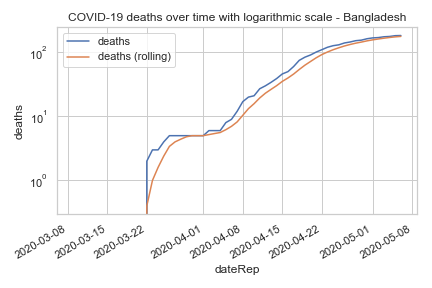 COVID-19 deaths over time with logarithmic scale - Bangladesh
deaths
deaths (rolling)
10²
10¹
10⁰
deaths
2020-03-08
2020-03-15
2020-03-22
2020-04-01
2020-04-08
2020-04-15
2020-04-22
2020-05-01
2020-05-08
dateRep